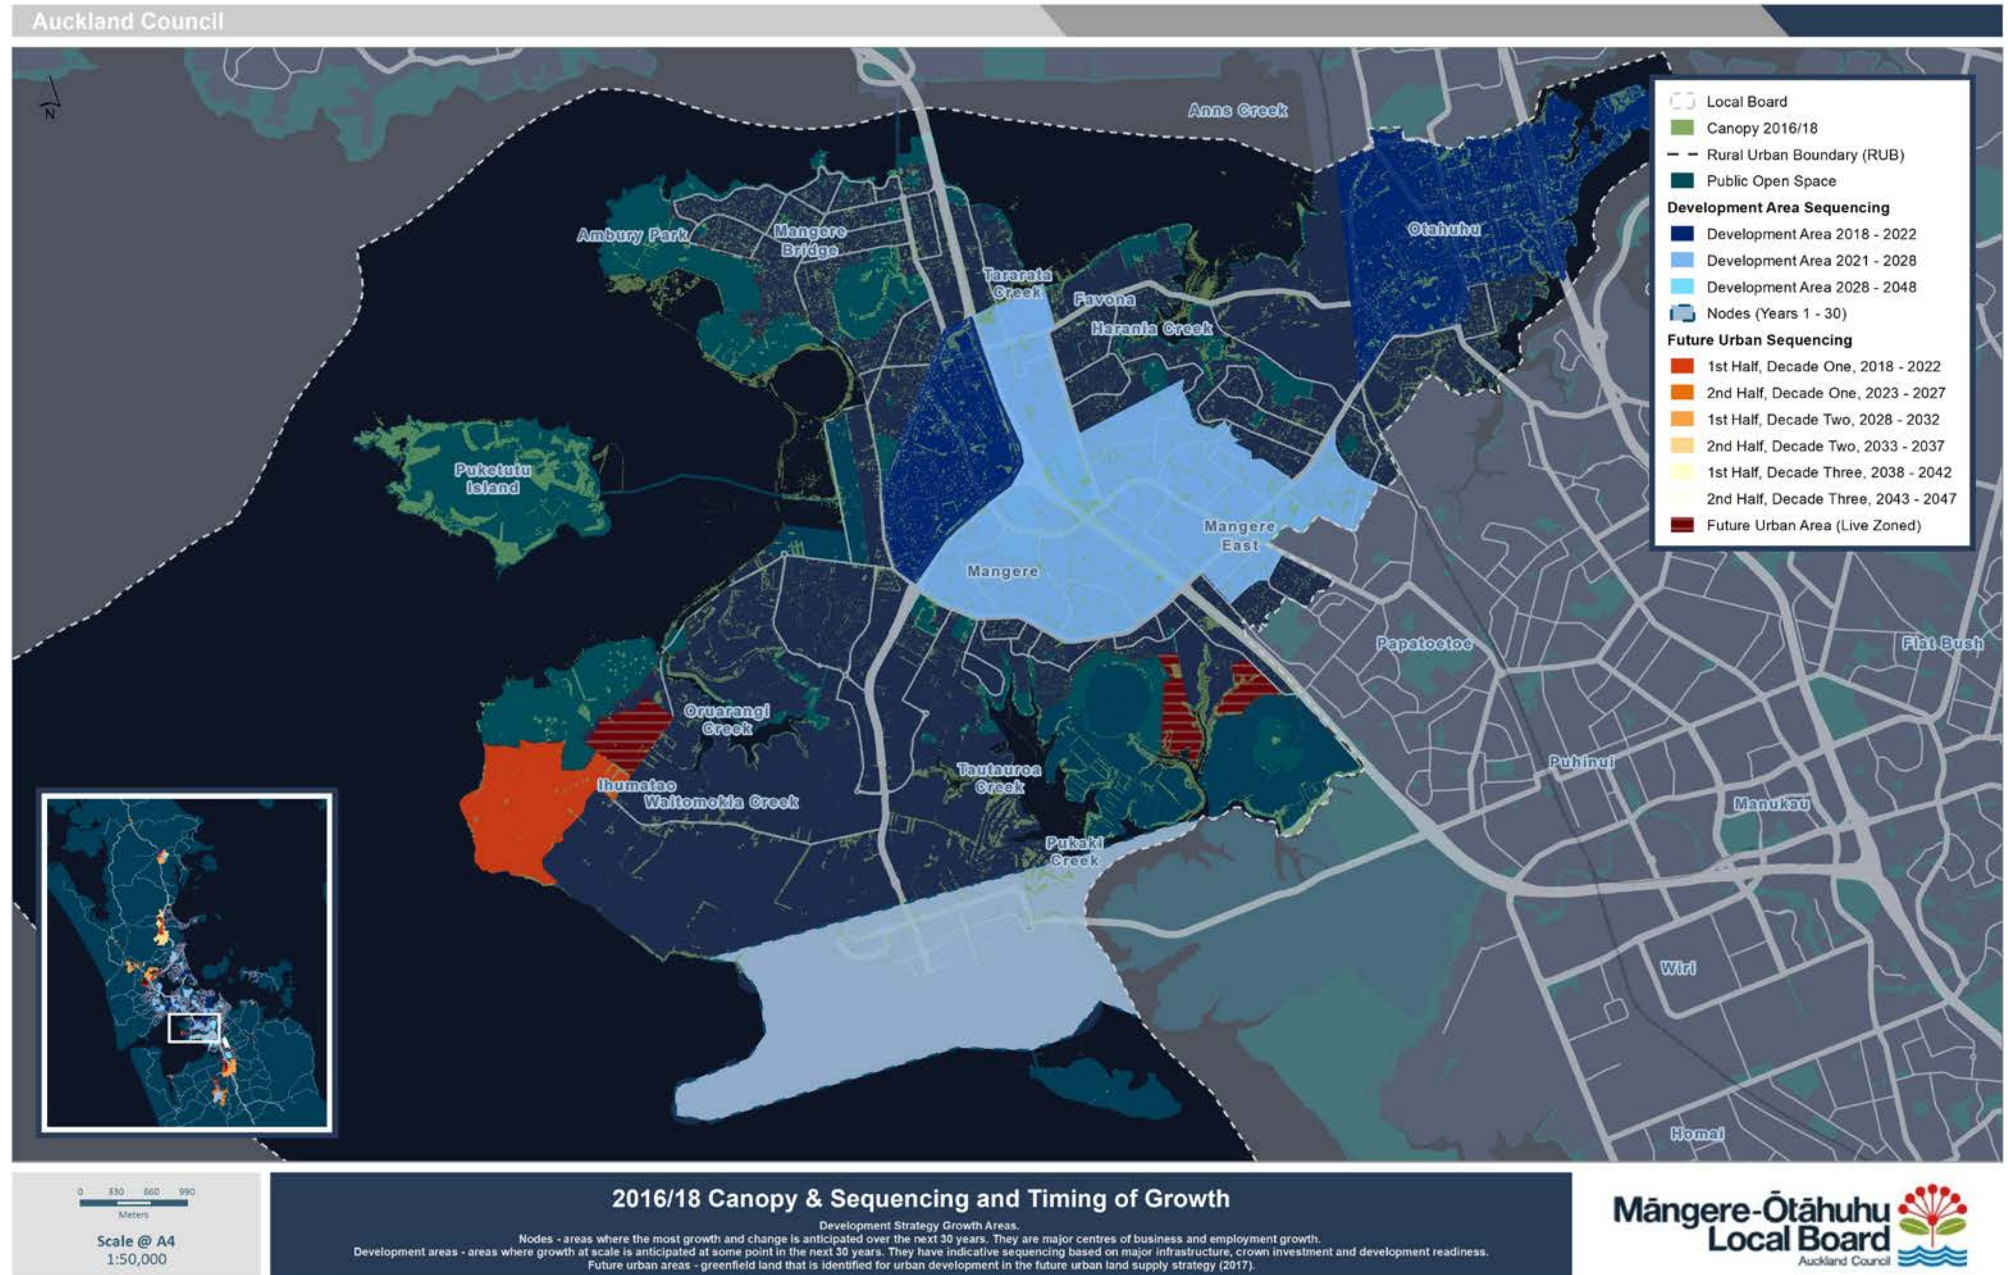 Auckland Council
N
Anns Creek
Ambury Park
Mangere
Bridge
Otahuhu
Tararata
Creek
Favona
Harania Creek
Puketutu
Island
Mangere
East
Mangere
Papatoetoe
Flat Bush
Oruarangi
Creek
Ihumatao
Waitomokia Creek
Tautauroa
Creek
Puhinui
Manukau
Pukaki
Creek
Wiri
Homai
Local Board
Canopy 2016/18
Rural Urban Boundary (RUB)
Public Open Space
Development Area Sequencing
Development Area 2018 - 2022
Development Area 2021 - 2028
Development Area 2028 - 2048
Nodes (Years 1 - 30)
Future Urban Sequencing
1st Half, Decade One, 2018 - 2022
2nd Half, Decade One, 2023 - 2027
1st Half, Decade Two, 2028 - 2032
2nd Half, Decade Two, 2033 - 2037
1st Half, Decade Three, 2038 - 2042
2nd Half, Decade Three, 2043 - 2047
Future Urban Area (Live Zoned)
0 330 660 990
Meters
Scale @ A4
1:50,000
2016/18 Canopy & Sequencing and Timing of Growth
Development Strategy Growth Areas.
Nodes - areas where the most growth and change is anticipated over the next 30 years. They are major centres of business and employment growth.
Development areas - areas where growth at scale is anticipated at some point in the next 30 years. They have indicative sequencing based on major infrastructure, crown investment and development readiness.
Future urban areas - greenfield land that is identified for urban development in the future urban land supply strategy (2017).
Māngere-Ōtāhuhu
Local Board
Auckland Council